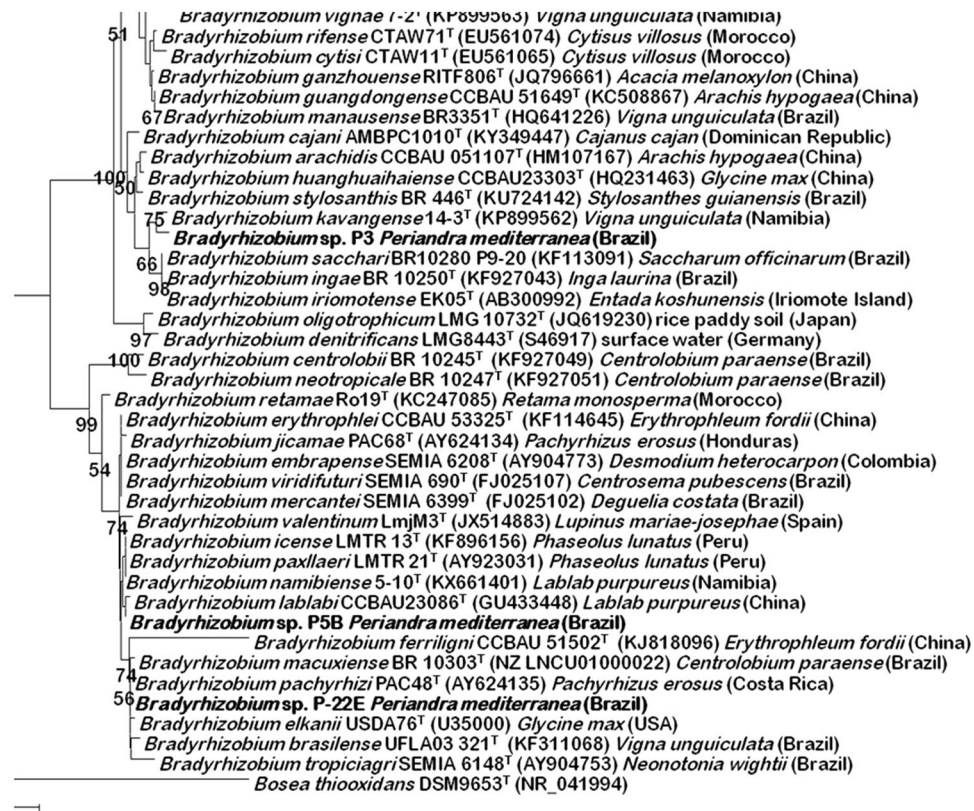 Bradyrhizobium vignae 7-2ᵀ (KP899563) Vigna unguiculata (Namibia)
51
Bradyrhizobium rifense CTAW71ᵀ (EU561074) Cytisus villosus (Morocco)
Bradyrhizobium cytisi CTAW11ᵀ (EU561065) Cytisus villosus (Morocco)
Bradyrhizobium ganzhouense RITF806ᵀ (JQ796661) Acacia melanoxylon (China)
Bradyrhizobium guangdongense CCBAU 51649ᵀ (KC508867) Arachis hypogaea (China)
67 Bradyrhizobium manausense BR3351ᵀ (HQ641226) Vigna unguiculata (Brazil)
Bradyrhizobium cajani AMBPC1010ᵀ (KY349447) Cajanus cajan (Dominican Republic)
Bradyrhizobium arachidis CCBAU 051107ᵀ (HM107167) Arachis hypogaea (China)
100 Bradyrhizobium huanghuaihaiense CCBAU23303ᵀ (HQ231463) Glycine max (China)
50 Bradyrhizobium stylosanthis BR 446ᵀ (KU724142) Stylosanthes guianensis (Brazil)
75 Bradyrhizobium kavangense 14-3ᵀ (KP899562) Vigna unguiculata (Namibia)
Bradyrhizobium sp. P3 Periandra mediterranea (Brazil)
66 Bradyrhizobium sacchari BR10280 P9-20 (KF113091) Saccharum officinarum (Brazil)
Bradyrhizobium ingae BR 10250ᵀ (KF927043) Inga laurina (Brazil)
98 Bradyrhizobium iriomotense EK05ᵀ (AB300992) Entada koshunensis (Iriomote Island)
Bradyrhizobium oligotrophicum LMG 10732ᵀ (JQ619230) rice paddy soil (Japan)
97 Bradyrhizobium denitrificans LMG8443ᵀ (S46917) surface water (Germany)
100 Bradyrhizobium centrolobii BR 10245ᵀ (KF927049) Centrolobium paraense (Brazil)
Bradyrhizobium neotropicale BR 10247ᵀ (KF927051) Centrolobium paraense (Brazil)
Bradyrhizobium retamae Ro19ᵀ (KC247085) Retama monosperma (Morocco)
99 Bradyrhizobium erythrophlei CCBAU 53325ᵀ (KF114645) Erythrophleum fordii (China)
Bradyrhizobium jicamae PAC68ᵀ (AY624134) Pachyrhizus erosus (Honduras)
54 Bradyrhizobium embrapense SEMIA 6208ᵀ (AY904773) Desmodium heterocarpon (Colombia)
Bradyrhizobium viridifuturi SEMIA 690ᵀ (FJ025107) Centrosema pubescens (Brazil)
Bradyrhizobium mercantei SEMIA 6399ᵀ (FJ025102) Deguelia costata (Brazil)
74 Bradyrhizobium valentinum LmjM3ᵀ (JX514883) Lupinus mariae-josephae (Spain)
Bradyrhizobium icense LMTR 13ᵀ (KF896156) Phaseolus lunatus (Peru)
Bradyrhizobium paxllaeri LMTR 21ᵀ (AY923031) Phaseolus lunatus (Peru)
Bradyrhizobium namibiense 5-10ᵀ (KX661401) Lablab purpureus (Namibia)
Bradyrhizobium lablabi CCBAU23086ᵀ (GU433448) Lablab purpureus (China)
Bradyrhizobium sp. P5B Periandra mediterranea (Brazil)
Bradyrhizobium ferriligni CCBAU 51502ᵀ (KJ818096) Erythrophleum fordii (China)
74 Bradyrhizobium macuxiense BR 10303ᵀ (NZ LNCU01000022) Centrolobium paraense (Brazil)
Bradyrhizobium pachyrhizi PAC48ᵀ (AY624135) Pachyrhizus erosus (Costa Rica)
56 Bradyrhizobium sp. P-22E Periandra mediterranea (Brazil)
Bradyrhizobium elkanii USDA76ᵀ (U35000) Glycine max (USA)
Bradyrhizobium brasilense UFLA03 321ᵀ (KF311068) Vigna unguiculata (Brazil)
Bradyrhizobium tropiciagri SEMIA 6148ᵀ (AY904753) Neonotonia wightii (Brazil)
Bosea thiooxidans DSM9653ᵀ (NR_041994)